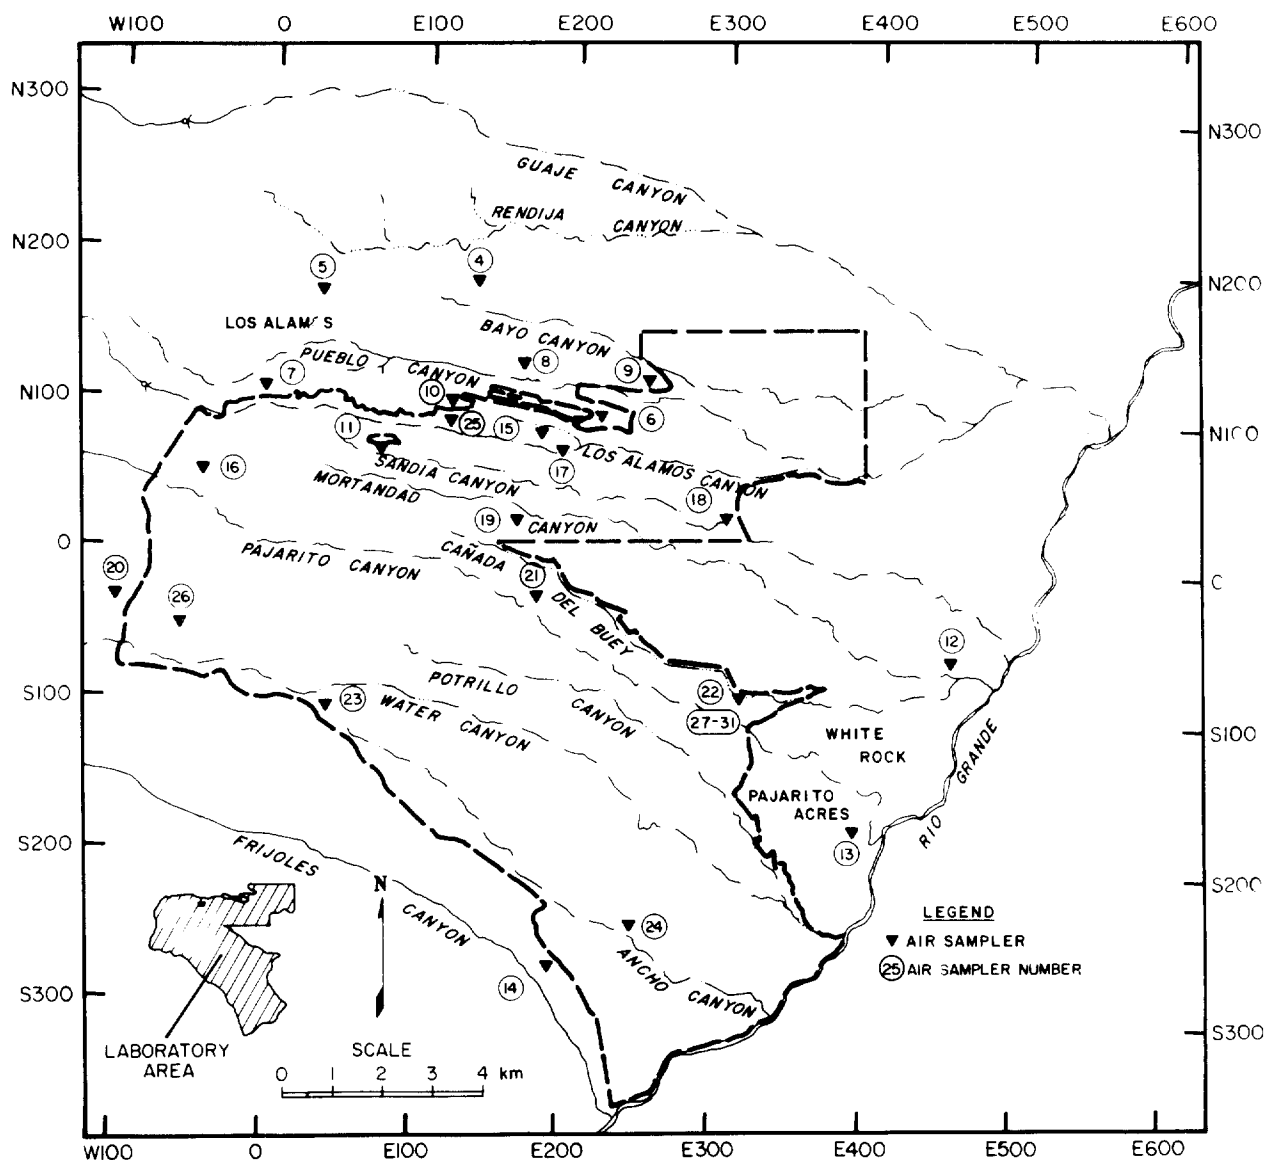 W100 0 E100 E200 E300 E400 E500 E600
N300
N300
GUAJE CANYON
RENDIJA CANYON
N200
N200
5
4
LOS ALAMOS
BAYO CANYON
PUEBLO CANYON
8
9
7
N100
10
6
11
25
15
N100
LOS ALAMOS CANYON
17
16
SANDIA CANYON
MORTANDAD CANYON
18
19
0
CAÑADA DEL BUEY
PAJARITO CANYON
20
21
26
12
POTRILLO CANYON
22
S100
23
27-31
WATER CANYON
WHITE ROCK
S100
PAJARITO ACRES
RIO GRANDE
S200
13
FRIJOLES CANYON
N
S200
LEGEND
AIR SAMPLER
25 AIR SAMPLER NUMBER
24
ANCHO CANYON
14
S300
S300
LABORATORY AREA
SCALE
0 1 2 3 4 km
W100 0 E100 E200 E300 E400 E500 E600